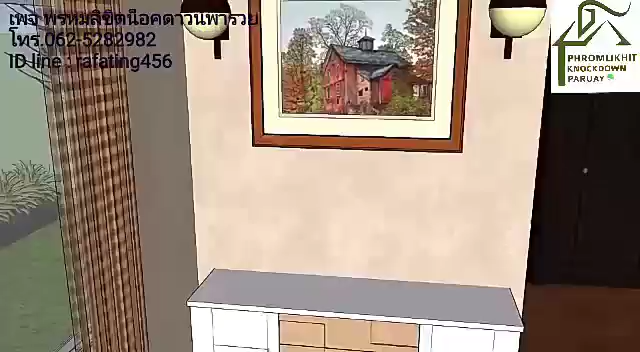 เพจ พรหมลิขิตน็อคดาวน์พารวย
โทร.062-5282982
ID line : rafating456
PHROMLIKHIT
KNOCKDOWN
PARUAY